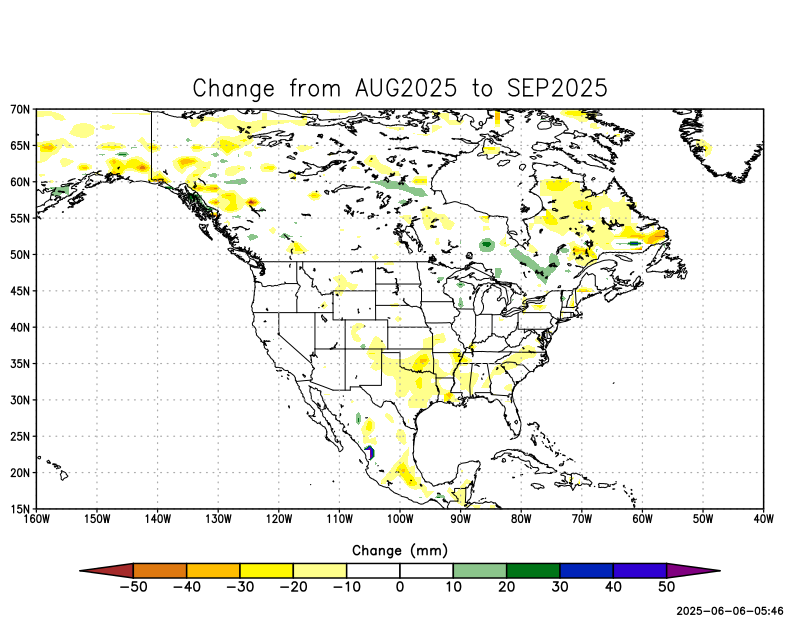 Change from AUG2025 to SEP2025
70N
65N
60N
55N
50N
45N
40N
35N
30N
25N
20N
15N
160W 150W 140W 130W 120W 110W 100W 90W 80W 70W 60W 50W 40W
Change (mm)
−50 −40 −30 −20 −10 0 10 20 30 40 50
2025-06-06-05:46